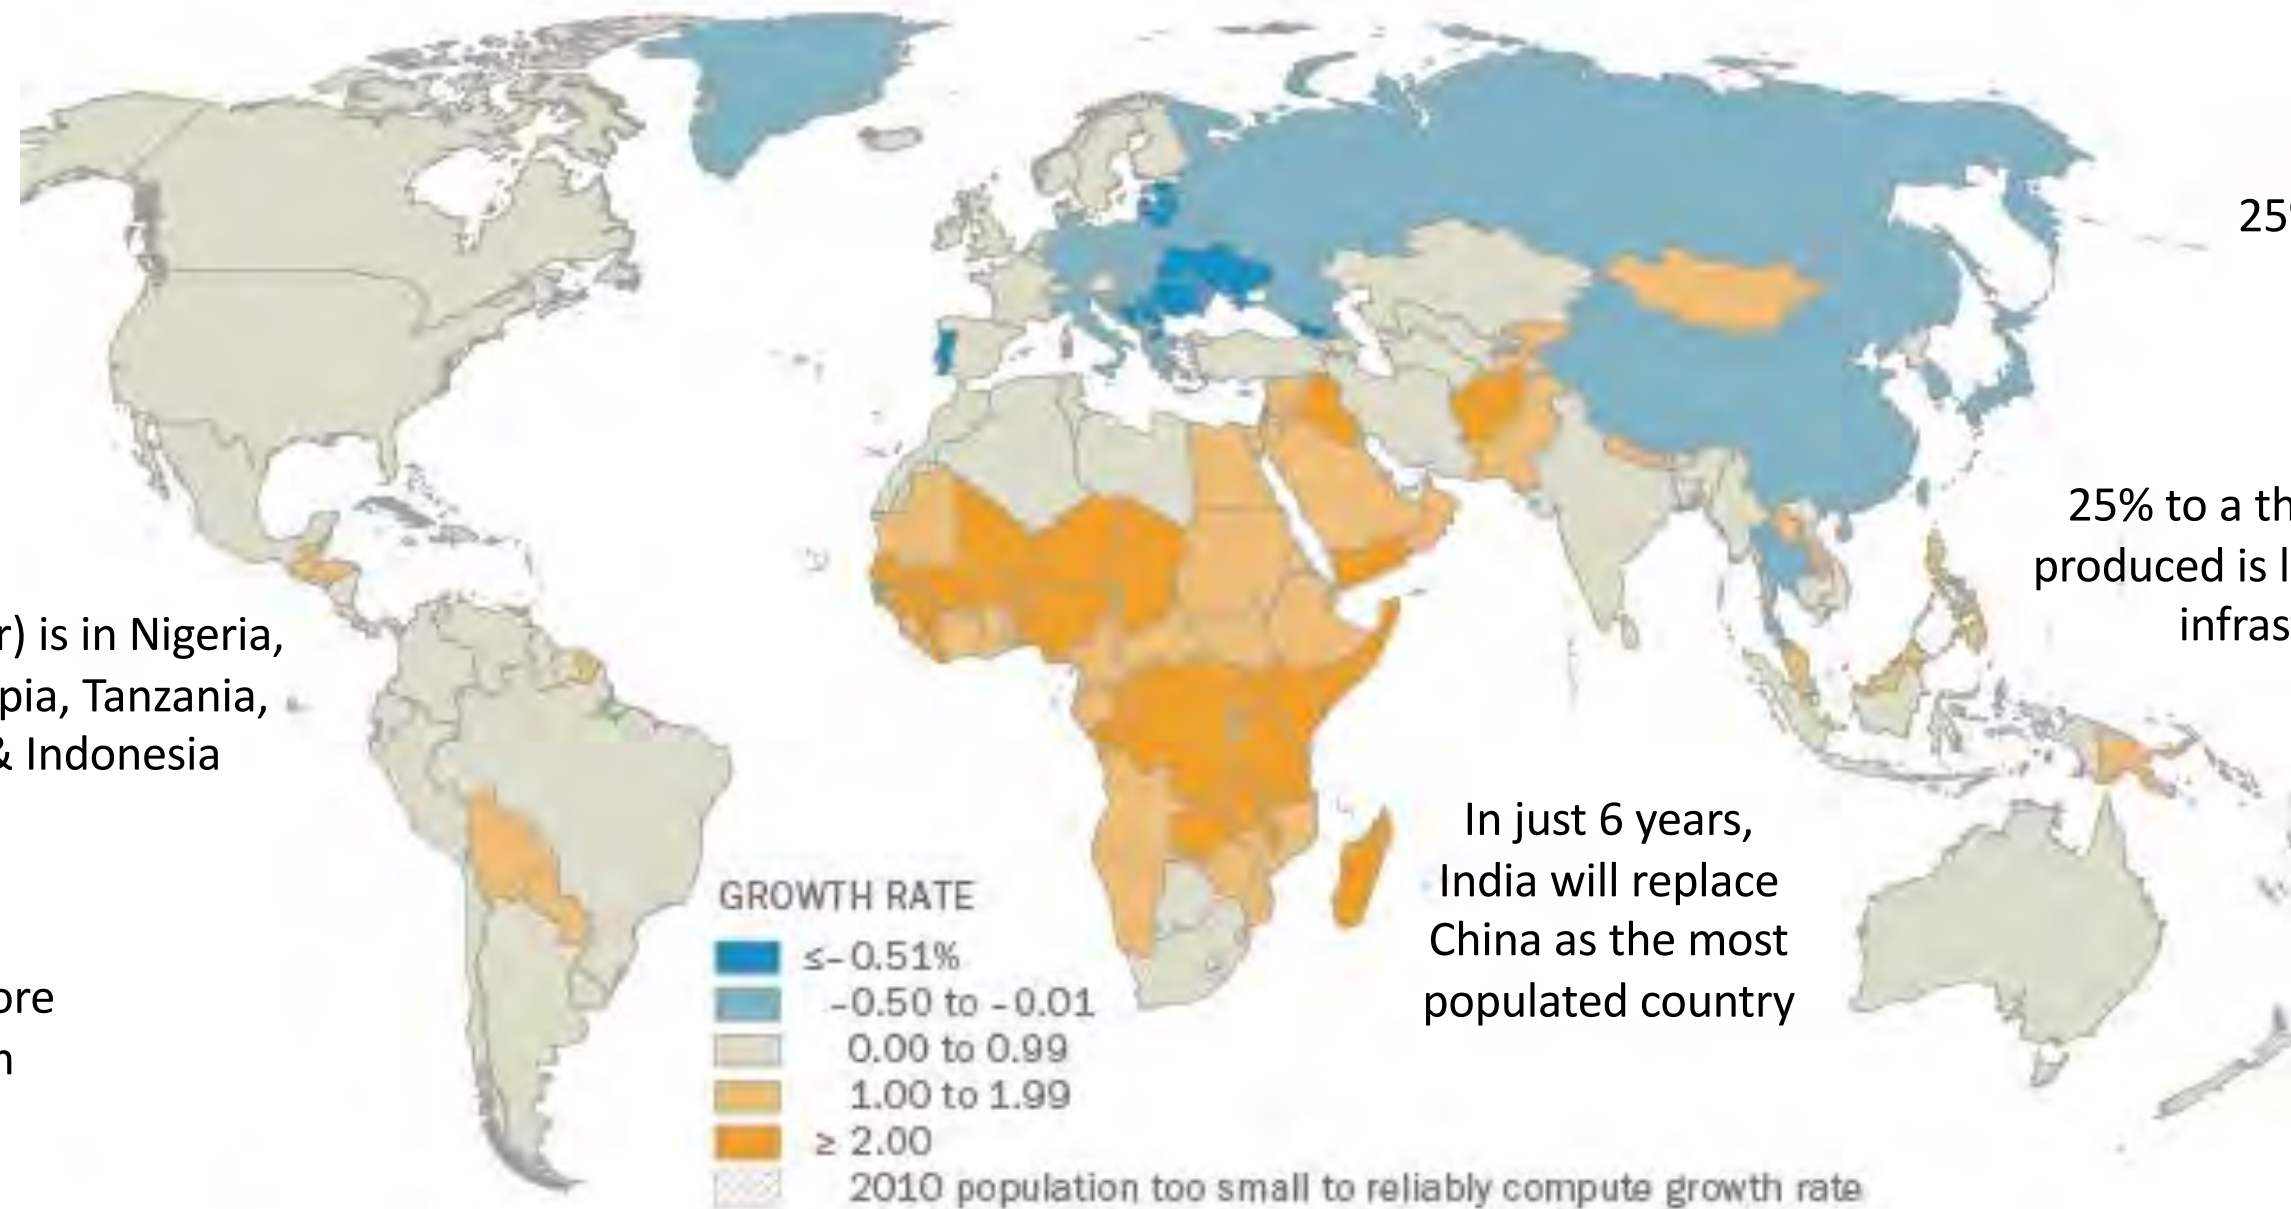 25
25% to a th
produced is l
infras
r) is in Nigeria,
pia, Tanzania,
& Indonesia
In just 6 years,
India will replace
China as the most
populated country
ore
n
GROWTH RATE
≤-0.51%
-0.50 to -0.01
0.00 to 0.99
1.00 to 1.99
≥ 2.00
2010 population too small to reliably compute growth rate